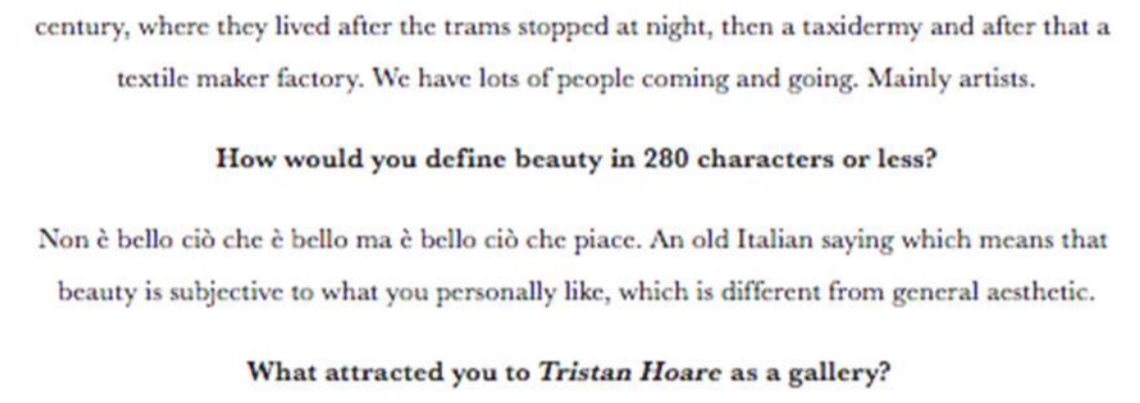 century, where they lived after the trams stopped at night, then a taxidermy and after that a
textile maker factory. We have lots of people coming and going. Mainly artists.
How would you define beauty in 280 characters or less?
Non è bello ciò che è bello ma è bello ciò che piace. An old Italian saying which means that
beauty is subjective to what you personally like, which is different from general aesthetic.
What attracted you to Tristan Hoare as a gallery?